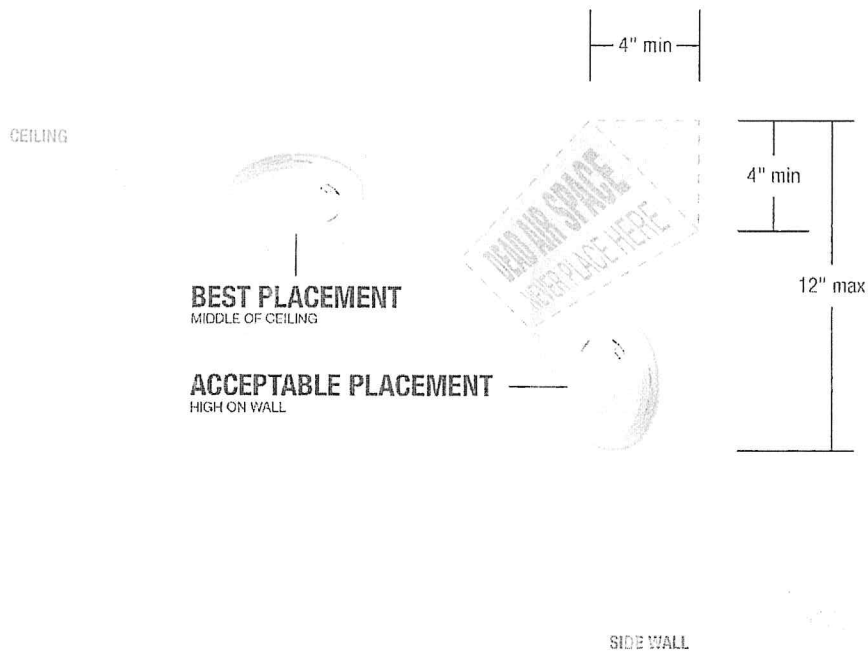 4" min
CEILING
DEAD AIR SPACE
NEVER PLACE HERE
4" min
BEST PLACEMENT
MIDDLE OF CEILING
12" max
ACCEPTABLE PLACEMENT
HIGH ON WALL
SIDE WALL